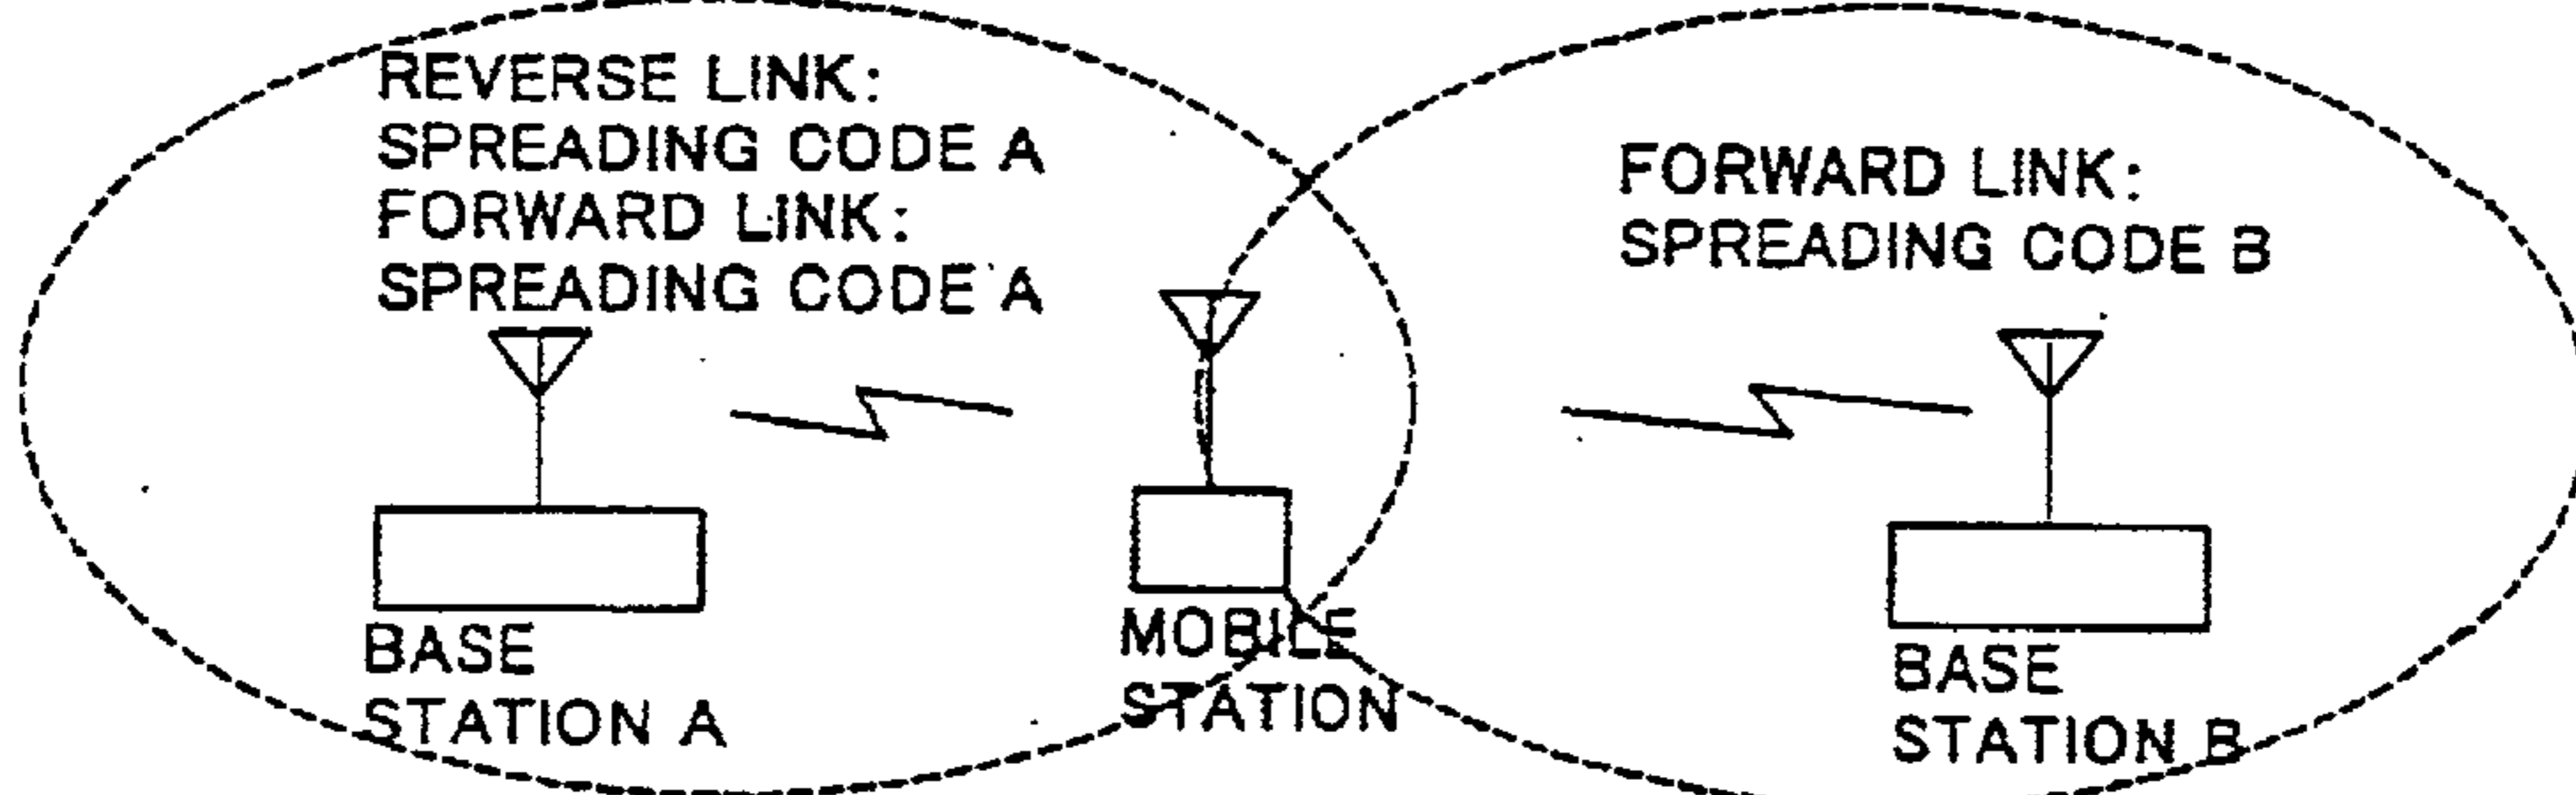 REVERSE LINK:
SPREADING CODE A
FORWARD LINK:
SPREADING CODE A
FORWARD LINK:
SPREADING CODE B
BASE
STATION A
MOBILE
STATION
BASE
STATION B